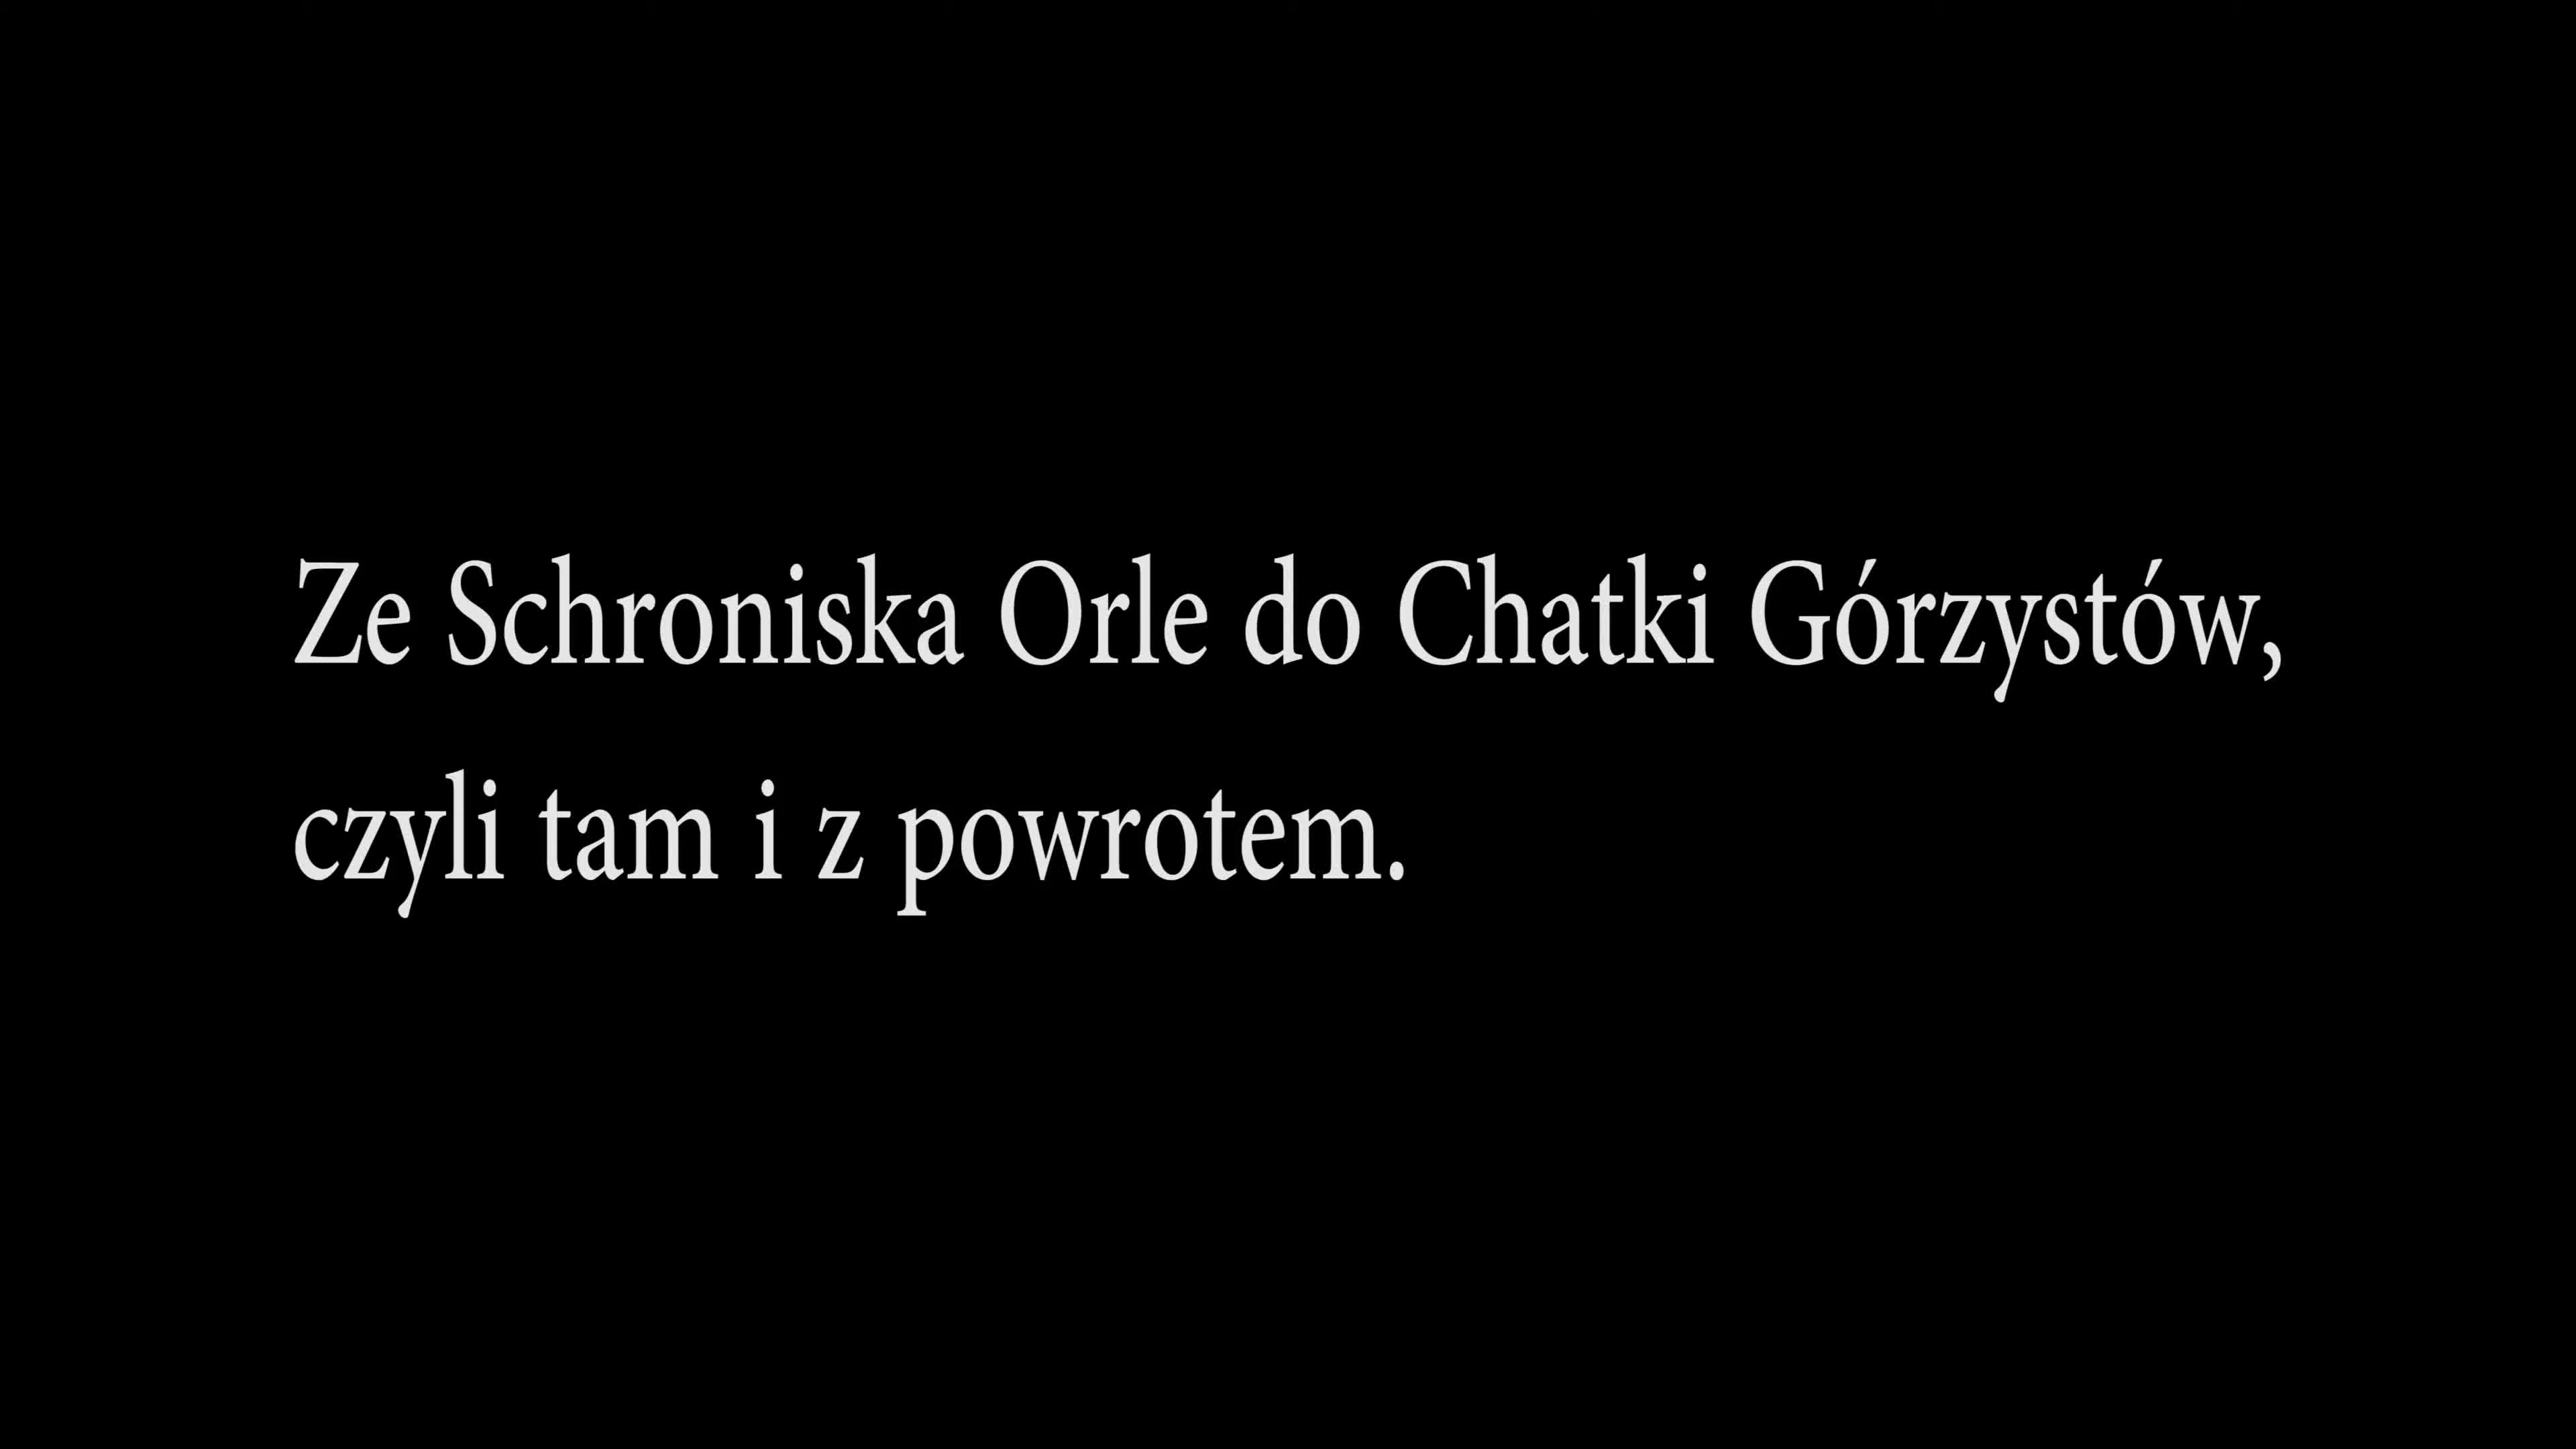 Ze Schroniska Orle do Chatki Górzystów,
czyli tam i z powrotem.